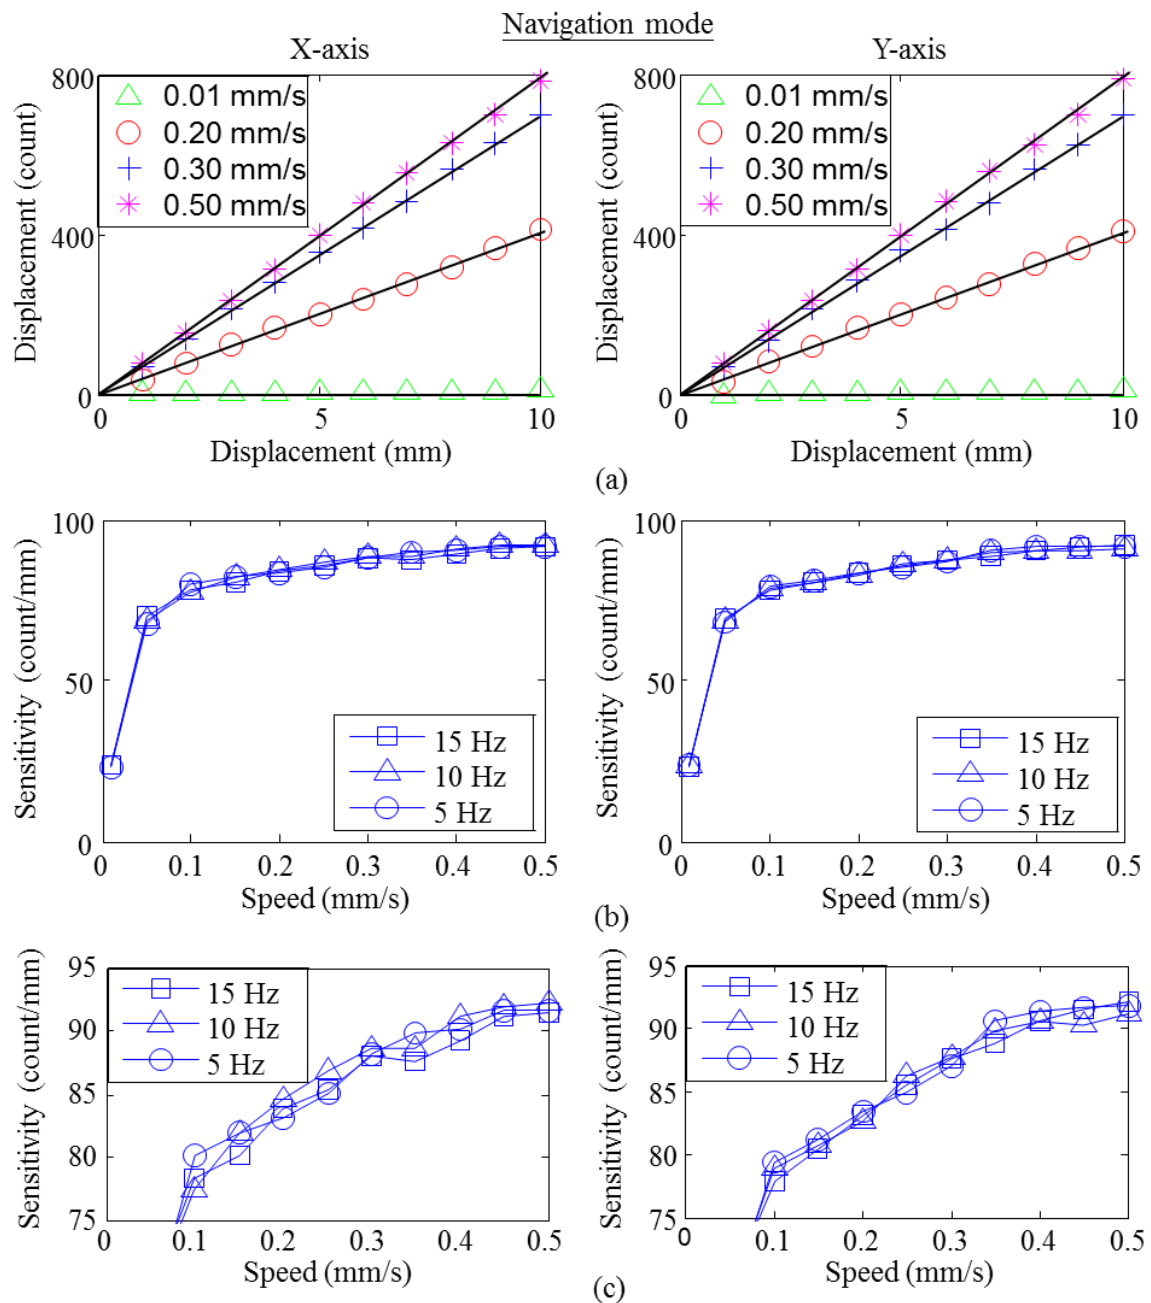 Navigation mode
X-axis
Y-axis
Displacement (count)
800
400
0
0.01 mm/s
0.20 mm/s
0.30 mm/s
0.50 mm/s
0
5
10
Displacement (mm)
Displacement (count)
800
400
0
0.01 mm/s
0.20 mm/s
0.30 mm/s
0.50 mm/s
0
5
10
Displacement (mm)
(a)
Sensitivity (count/mm)
100
50
0
15 Hz
10 Hz
5 Hz
0
0.1
0.2
0.3
0.4
0.5
Speed (mm/s)
Sensitivity (count/mm)
100
50
0
15 Hz
10 Hz
5 Hz
0
0.1
0.2
0.3
0.4
0.5
Speed (mm/s)
(b)
Sensitivity (count/mm)
95
90
85
80
75
15 Hz
10 Hz
5 Hz
0
0.1
0.2
0.3
0.4
0.5
Speed (mm/s)
Sensitivity (count/mm)
95
90
85
80
75
15 Hz
10 Hz
5 Hz
0
0.1
0.2
0.3
0.4
0.5
Speed (mm/s)
(c)